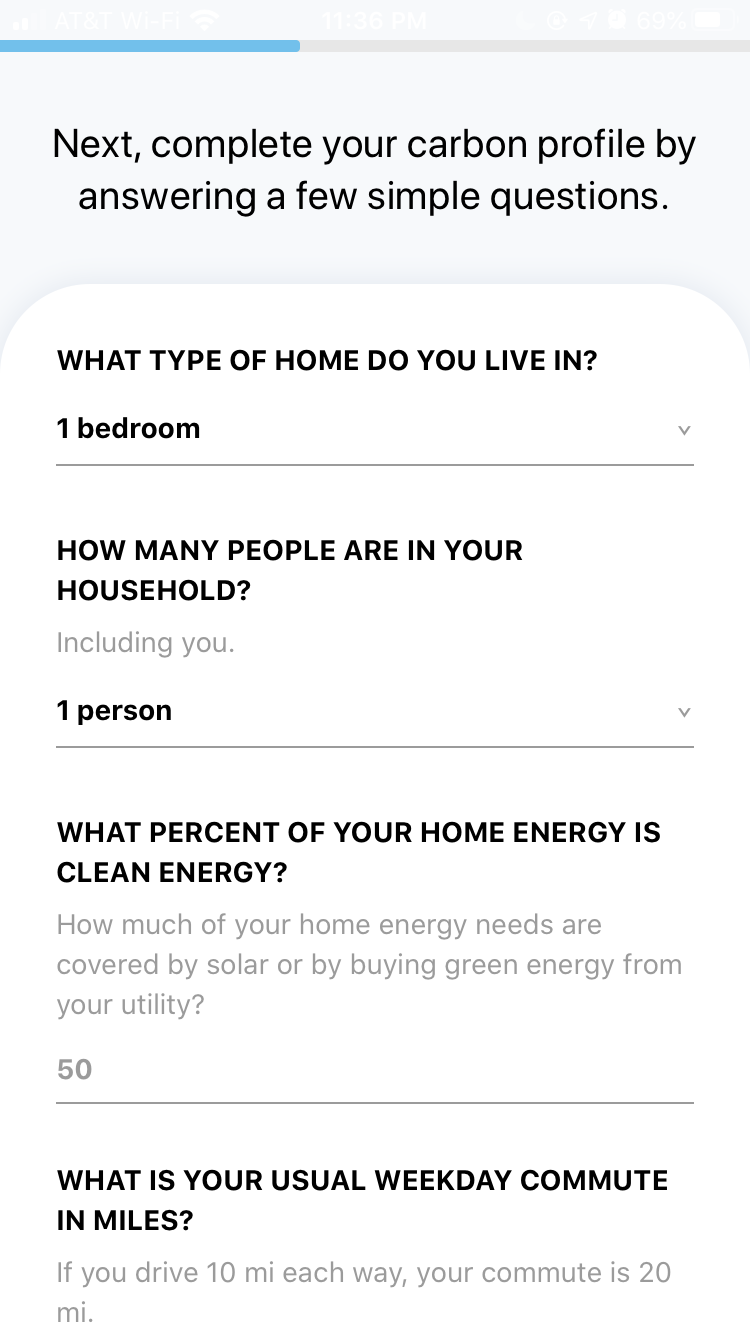 AT&T Wi-Fi 11:36 PM 69%
Next, complete your carbon profile by
answering a few simple questions.
WHAT TYPE OF HOME DO YOU LIVE IN?
1 bedroom
HOW MANY PEOPLE ARE IN YOUR
HOUSEHOLD?
Including you.
1 person
WHAT PERCENT OF YOUR HOME ENERGY IS
CLEAN ENERGY?
How much of your home energy needs are
covered by solar or by buying green energy from
your utility?
50
WHAT IS YOUR USUAL WEEKDAY COMMUTE
IN MILES?
If you drive 10 mi each way, your commute is 20
mi.